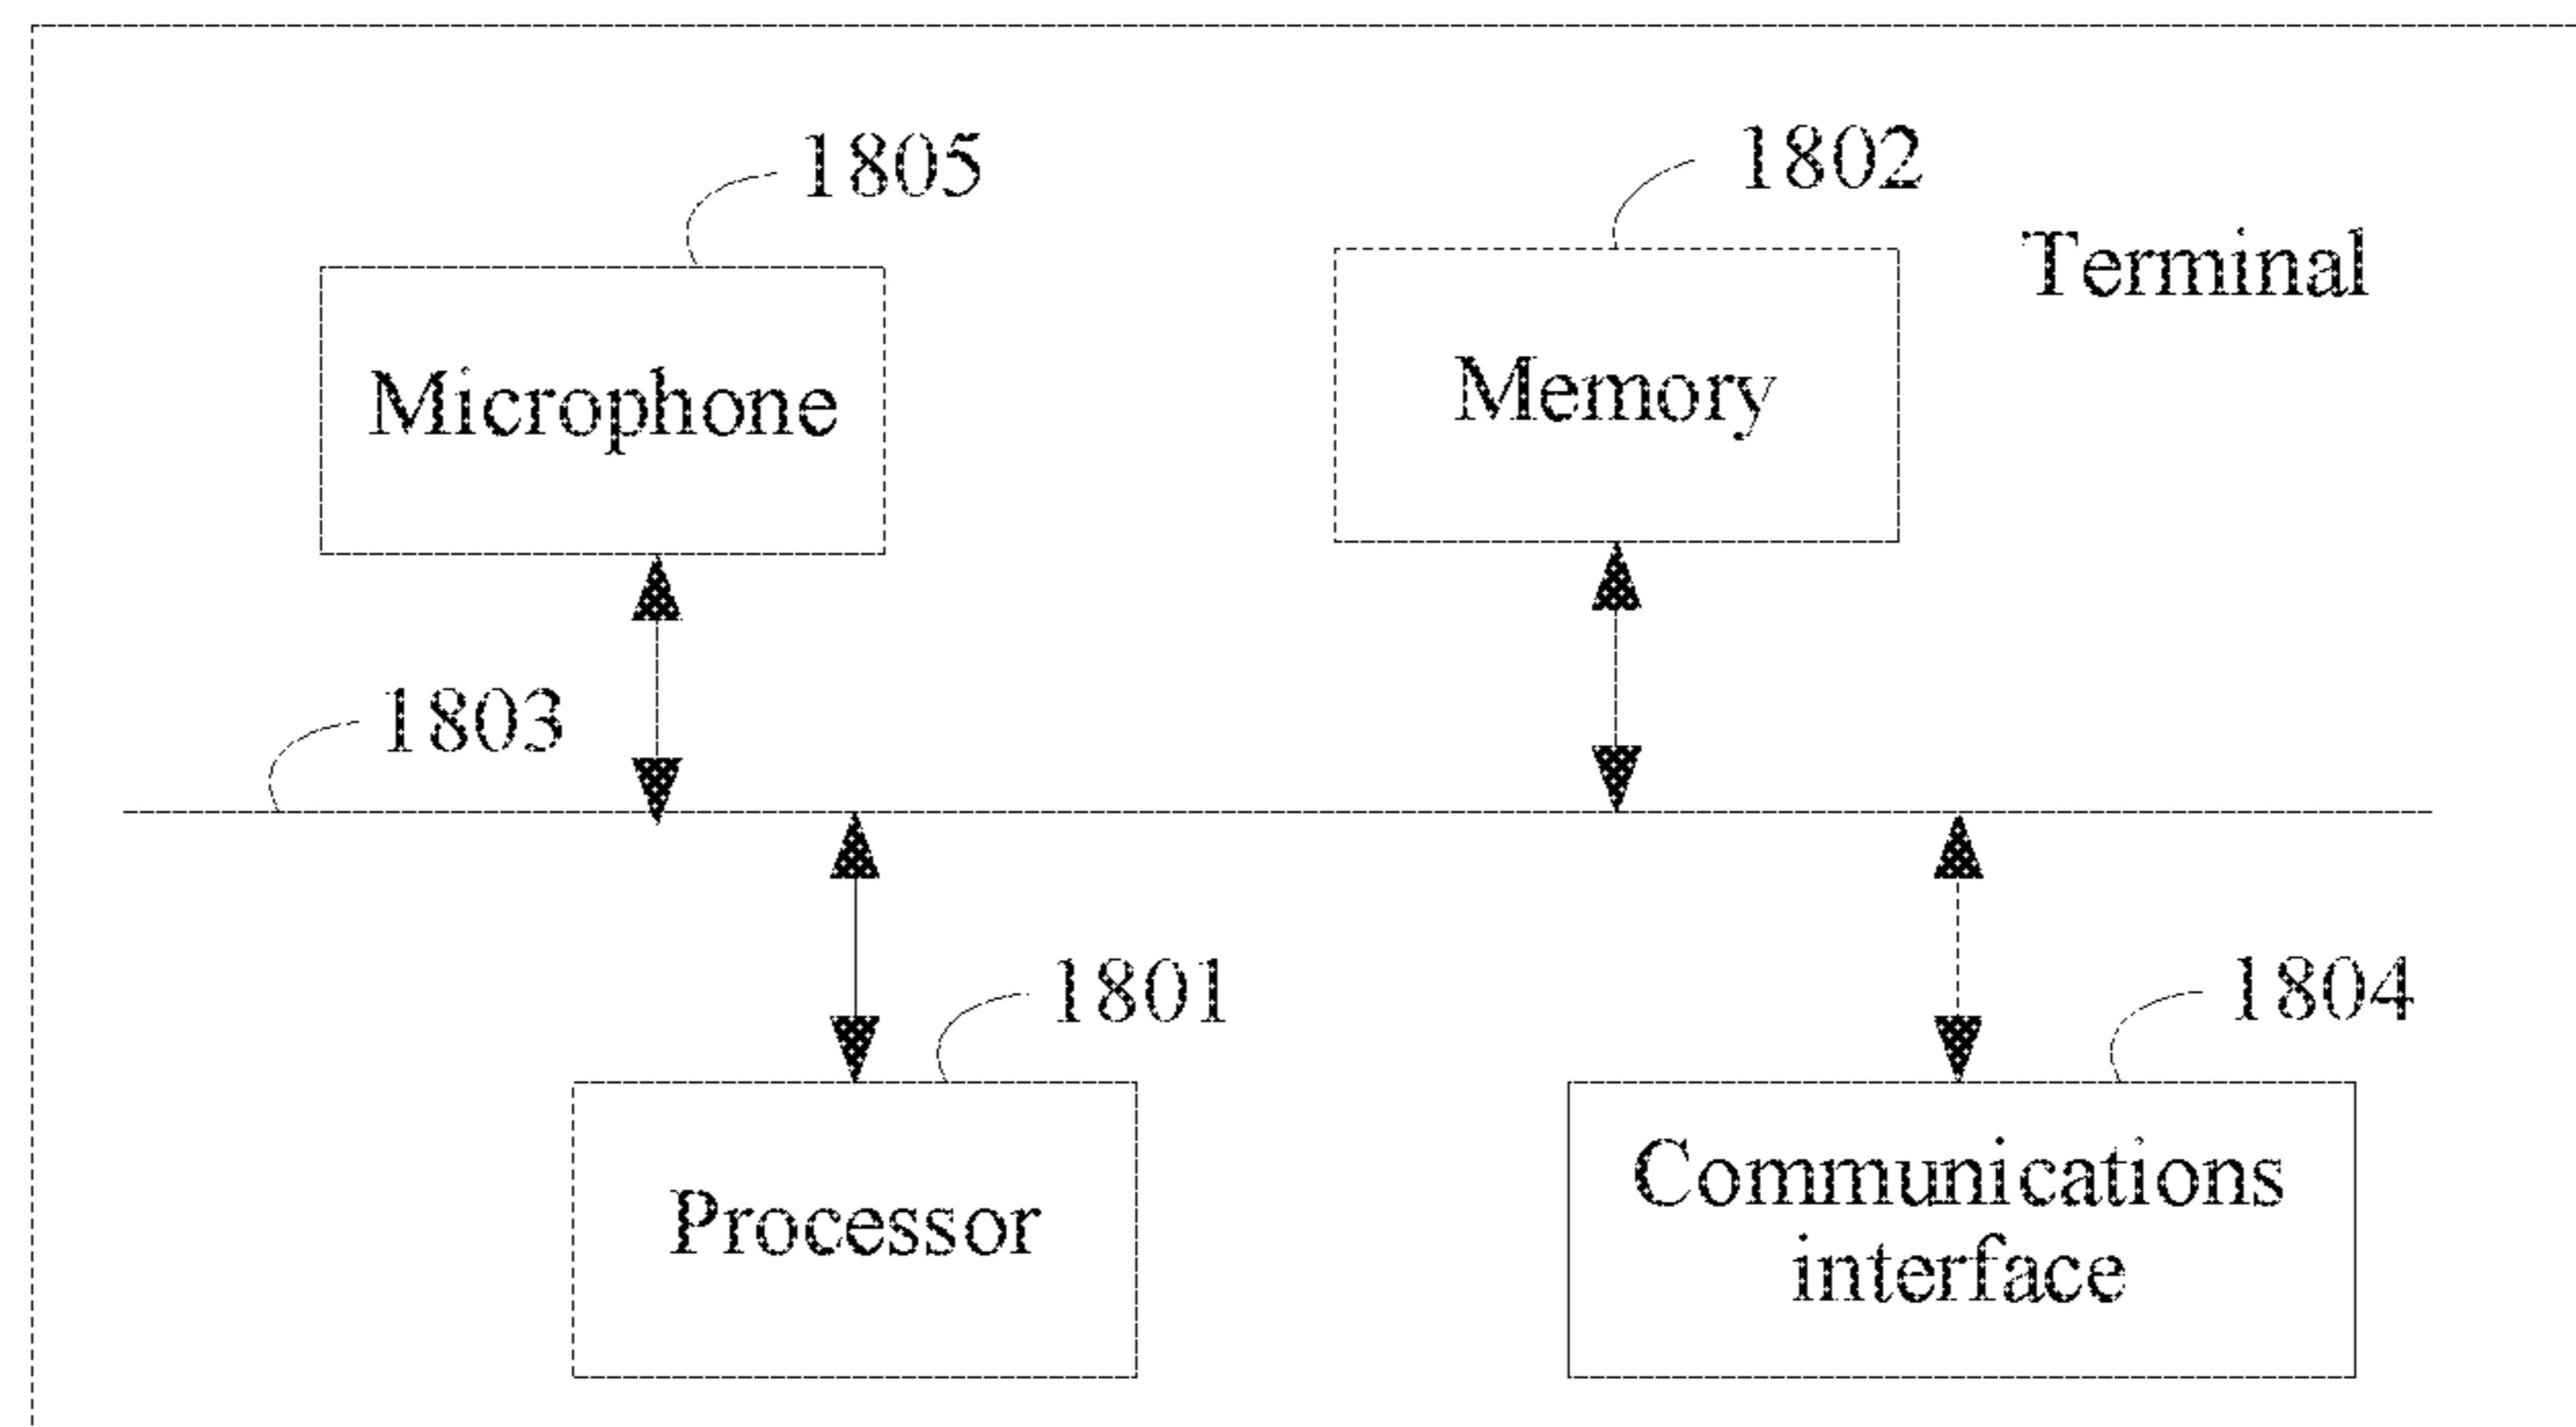 1805
1802
Terminal
Microphone
Memory
1803
1801
1804
Processor
Communications
interface